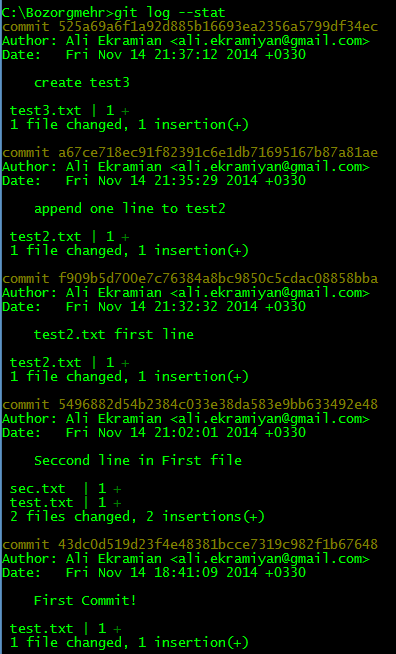 C:\Bozorgmehr>git log --stat
commit 525a69a6f1a92d885b16693ea2356a5799df34ec
Author: Ali Ekramian <ali.ekramiyan@gmail.com>
Date:   Fri Nov 14 21:37:12 2014 +0330
create test3
test3.txt | 1 +
1 file changed, 1 insertion(+)
commit a67ce718ec91f82391c6e1db71695167b87a81ae
Author: Ali Ekramian <ali.ekramiyan@gmail.com>
Date:   Fri Nov 14 21:35:29 2014 +0330
append one line to test2
test2.txt | 1 +
1 file changed, 1 insertion(+)
commit f909b5d700e7c76384a8bc9850c5cdac08858bba
Author: Ali Ekramian <ali.ekramiyan@gmail.com>
Date:   Fri Nov 14 21:32:32 2014 +0330
test2.txt first line
test2.txt | 1 +
1 file changed, 1 insertion(+)
commit 5496882d54b2384c033e38da583e9bb633492e48
Author: Ali Ekramian <ali.ekramiyan@gmail.com>
Date:   Fri Nov 14 21:02:01 2014 +0330
Seccond line in First file
sec.txt  | 1 +
test.txt | 1 +
2 files changed, 2 insertions(+)
commit 43dc0d519d23f4e48381bcce7319c982f1b67648
Author: Ali Ekramian <ali.ekramiyan@gmail.com>
Date:   Fri Nov 14 18:41:09 2014 +0330
First Commit!
test.txt | 1 +
1 file changed, 1 insertion(+)